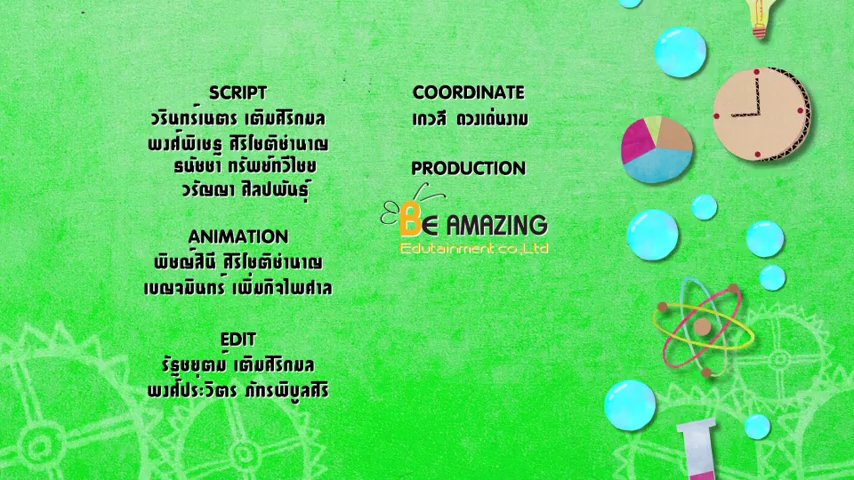 SCRIPT
วรินทร์เนตร เติมศิริกมล
พงศ์พิเชฐ ศิริโชติชำนาญ
ธนัชชา ทรัพย์ทวีไชย
วรัญญา ศิลปพันธุ์
ANIMATION
พิชญ์สินี ศิริโชติชำนาญ
เบญจมินทร์ เพิ่มกิจไพศาล
EDIT
รัฐชยุตม์ เติมศิริกมล
พงศ์ประวิตร ภัทรพิบูลศิริ
COORDINATE
เกวลี ดวงเด่นงาม
PRODUCTION
BE AMAZING
Edutainment co.,Ltd